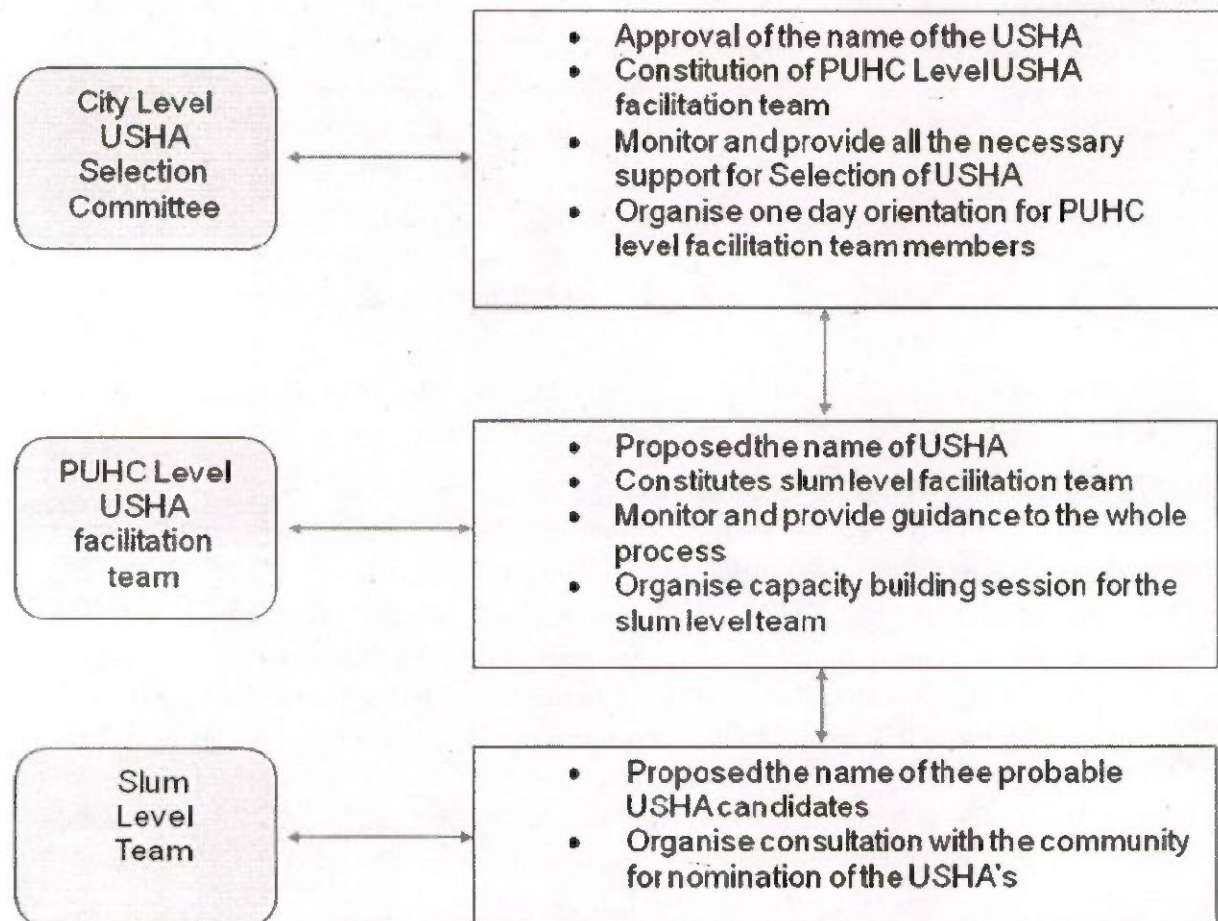 City Level
USHA
Selection
Committee
• Approval of the name of the USHA
• Constitution of PUHC Level USHA
facilitation team
• Monitor and provide all the necessary
support for Selection of USHA
• Organise one day orientation for PUHC
level facilitation team members
PUHC Level
USHA
facilitation
team
• Proposed the name of USHA
• Constitutes slum level facilitation team
• Monitor and provide guidance to the whole
process
• Organise capacity building session for the
slum level team
Slum
Level
Team
• Proposed the name of thee probable
USHA candidates
• Organise consultation with the community
for nomination of the USHA's